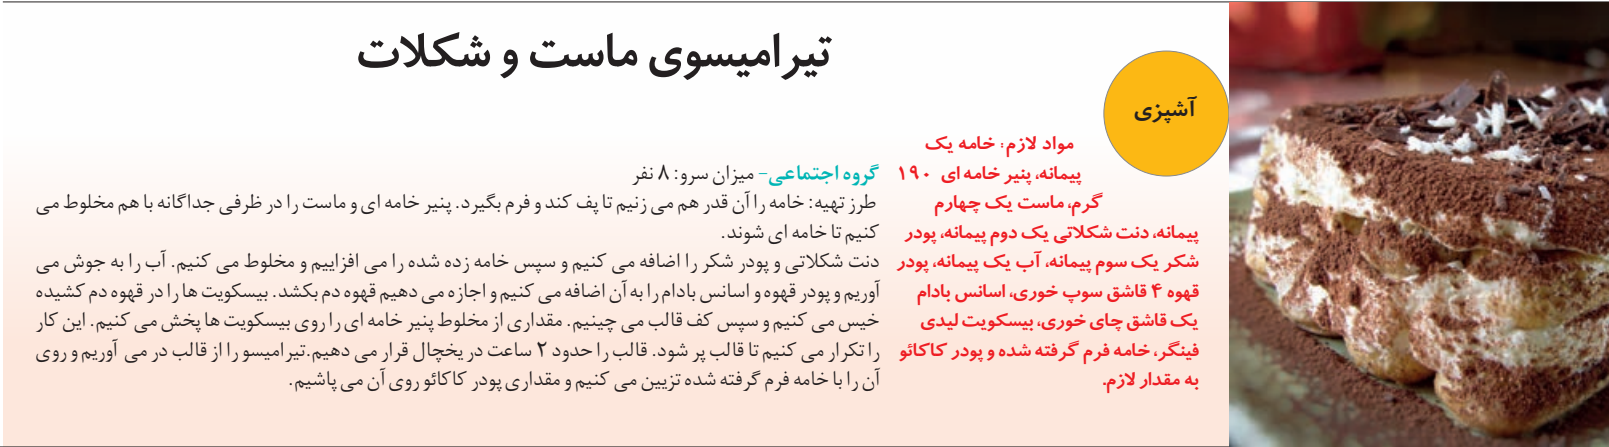 تیرامیسوی ماست و شکلات
آشپزی
مواد لازم: خامه یک
پیمانه، پنیر خامه ای ۱۹۰
گرم، ماست یک چهارم
پیمانه، دنت شکلاتی یک دوم پیمانه، پودر
شکر یک سوم پیمانه، آب یک پیمانه، پودر
قهوه ۴ قاشق سوپ خوری، اسانس بادام
یک قاشق چای خوری، بیسکویت لیدی
فینگر، خامه فرم گرفته شده و پودر کاکائو
به مقدار لازم.
گروه اجتماعی- میزان سرو: ۸ نفر
طرز تهیه: خامه را آن قدر هم می زنیم تا پف کند و فرم بگیرد. پنیر خامه ای و ماست را در ظرفی جداگانه با هم مخلوط می
کنیم تا خامه ای شوند.
دنت شکلاتی و پودر شکر را اضافه می کنیم و سپس خامه زده شده را می افزاییم و مخلوط می کنیم. آب را به جوش می
آوریم و پودر قهوه و اسانس بادام را به آن اضافه می کنیم و اجازه می دهیم قهوه دم بکشد. بیسکویت ها را در قهوه دم کشیده
خیس می کنیم و سپس کف قالب می چینیم. مقداری از مخلوط پنیر خامه ای را روی بیسکویت ها پخش می کنیم. این کار
را تکرار می کنیم تا قالب پر شود. قالب را حدود ۲ ساعت در یخچال قرار می دهیم.تیرامیسو را از قالب در می آوریم و روی
آن را با خامه فرم گرفته شده تزیین می کنیم و مقداری پودر کاکائو روی آن می پاشیم.